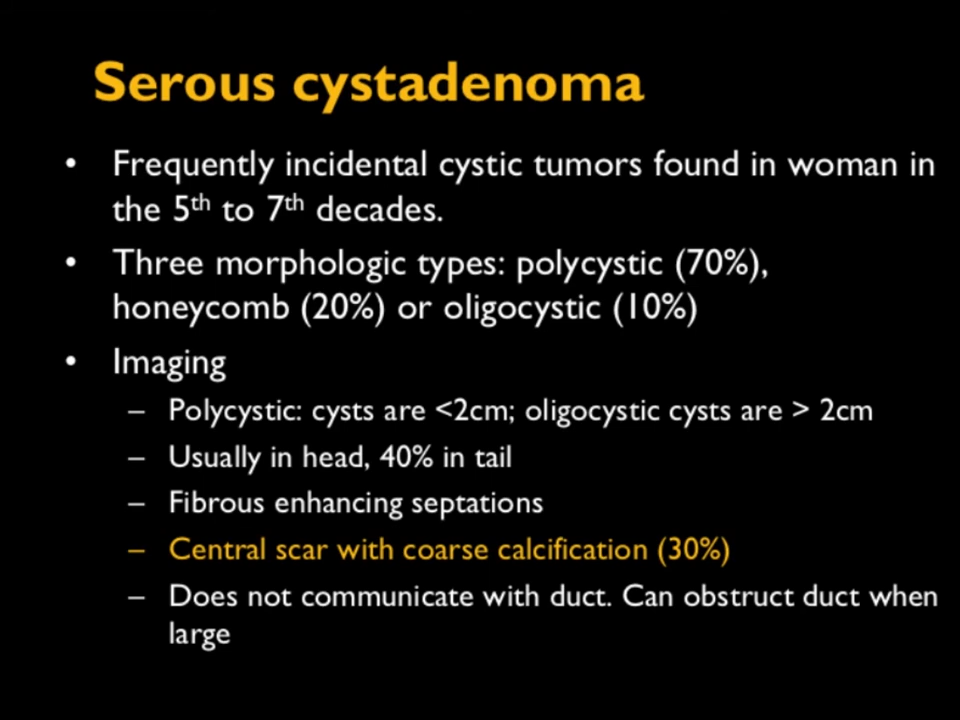 Serous cystadenoma
• Frequently incidental cystic tumors found in woman in
the 5th to 7th decades.
• Three morphologic types: polycystic (70%),
honeycomb (20%) or oligocystic (10%)
• Imaging
– Polycystic: cysts are <2cm; oligocystic cysts are > 2cm
– Usually in head, 40% in tail
– Fibrous enhancing septations
– Central scar with coarse calcification (30%)
– Does not communicate with duct. Can obstruct duct when
large